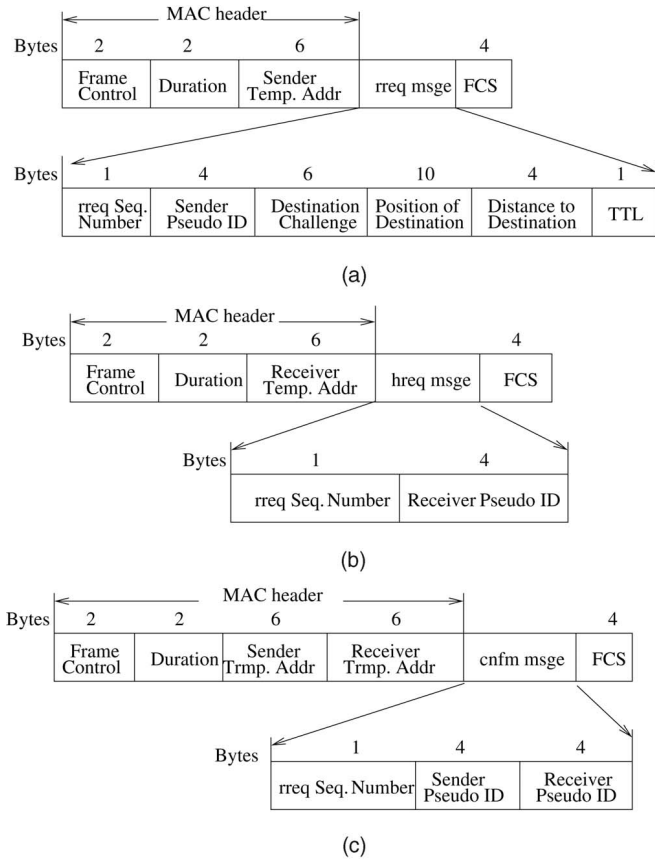 MAC header
Bytes 2 2 6 4
Frame Control Duration Sender Temp. Addr rreq msge FCS
Bytes 1 4 6 10 4 1
rreq Seq. Number Sender Pseudo ID Destination Challenge Position of Destination Distance to Destination TTL
(a)
MAC header
Bytes 2 2 6 4
Frame Control Duration Receiver Temp. Addr hreq msge FCS
Bytes 1 4
rreq Seq. Number Receiver Pseudo ID
(b)
MAC header
Bytes 2 2 6 6 4
Frame Control Duration Sender Trmp. Addr Receiver Trmp. Addr cnfm msge FCS
Bytes 1 4 4
rreq Seq. Number Sender Pseudo ID Receiver Pseudo ID
(c)